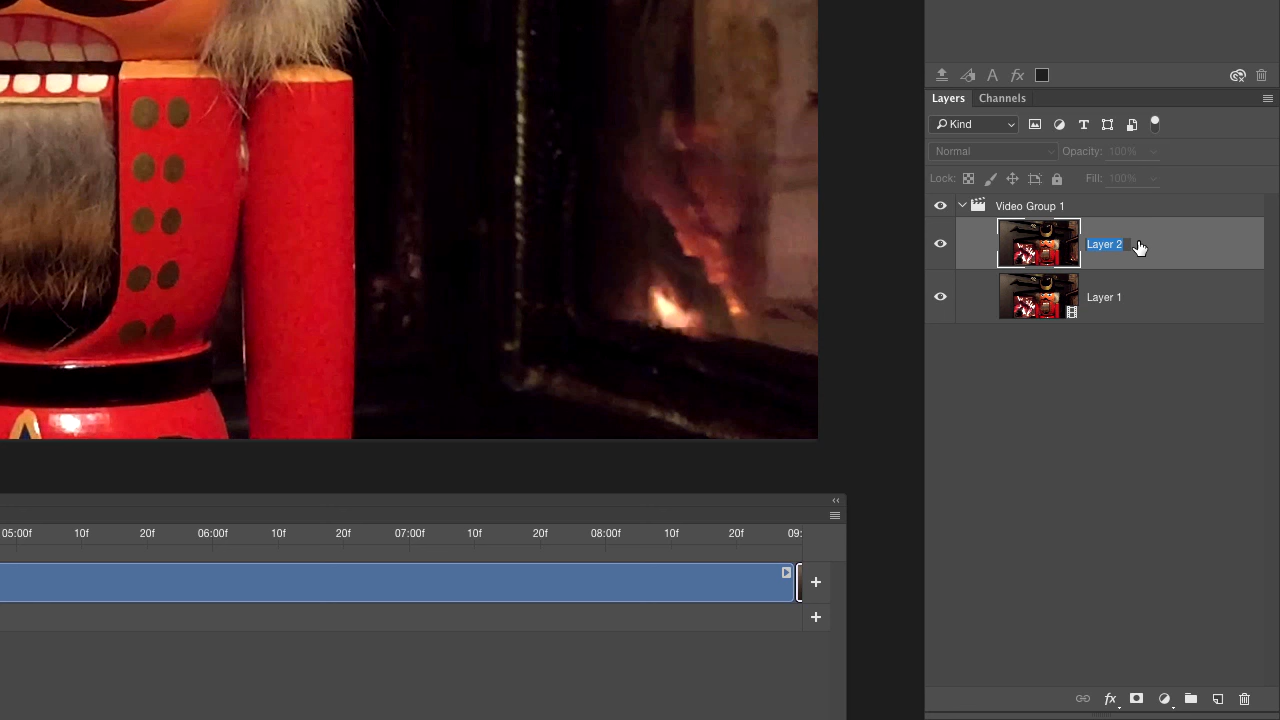 Layers Channels
Kind
Normal Opacity: 100%
Lock: Fill: 100%
Video Group 1
Layer 2
Layer 1
05:00f 10f 20f 06:00f 10f 20f 07:00f 10f 20f 08:00f 10f 20f 09:
fx